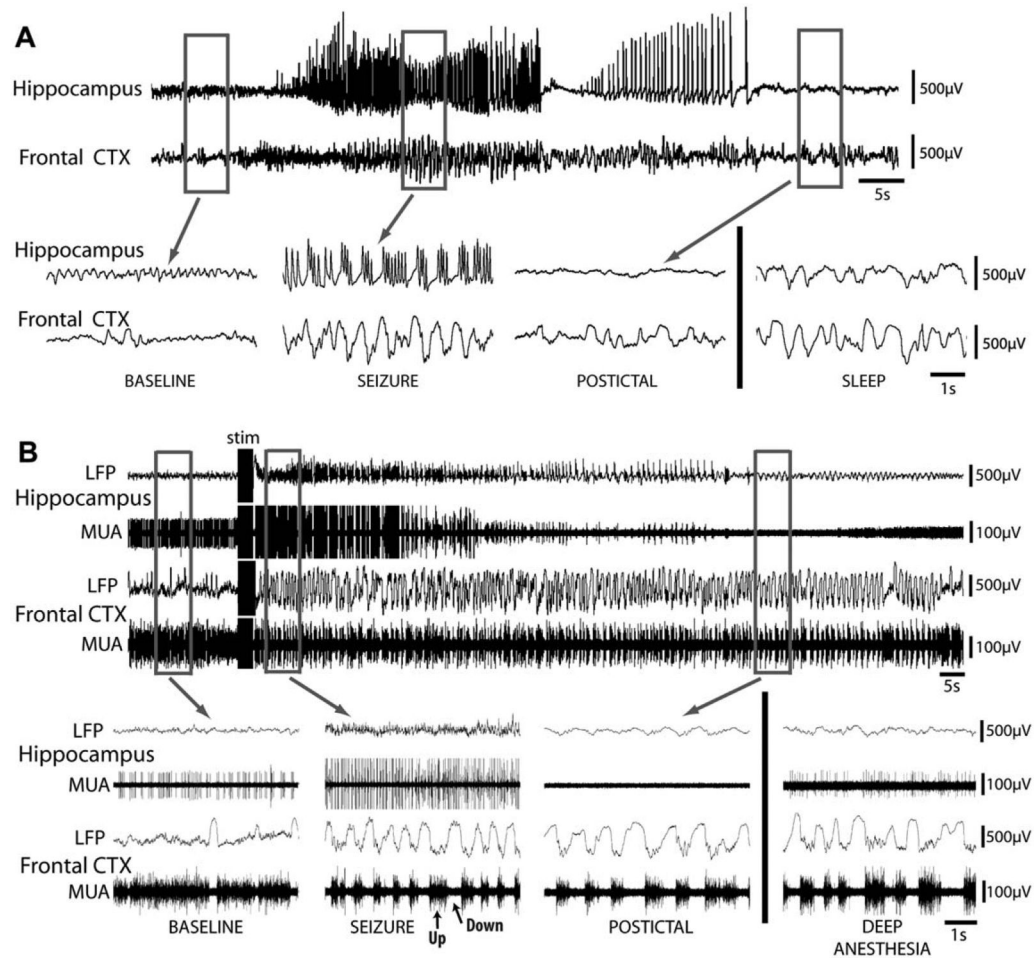 A
Hippocampus
500µV
Frontal CTX
500µV
5s
Hippocampus
500µV
Frontal CTX
500µV
BASELINE SEIZURE POSTICTAL SLEEP
1s
B
stim
LFP
500µV
Hippocampus
MUA
100µV
LFP
500µV
Frontal CTX
MUA
100µV
5s
LFP
500µV
Hippocampus
MUA
100µV
LFP
500µV
Frontal CTX
MUA
100µV
BASELINE SEIZURE Up Down POSTICTAL DEEP
ANESTHESIA
1s